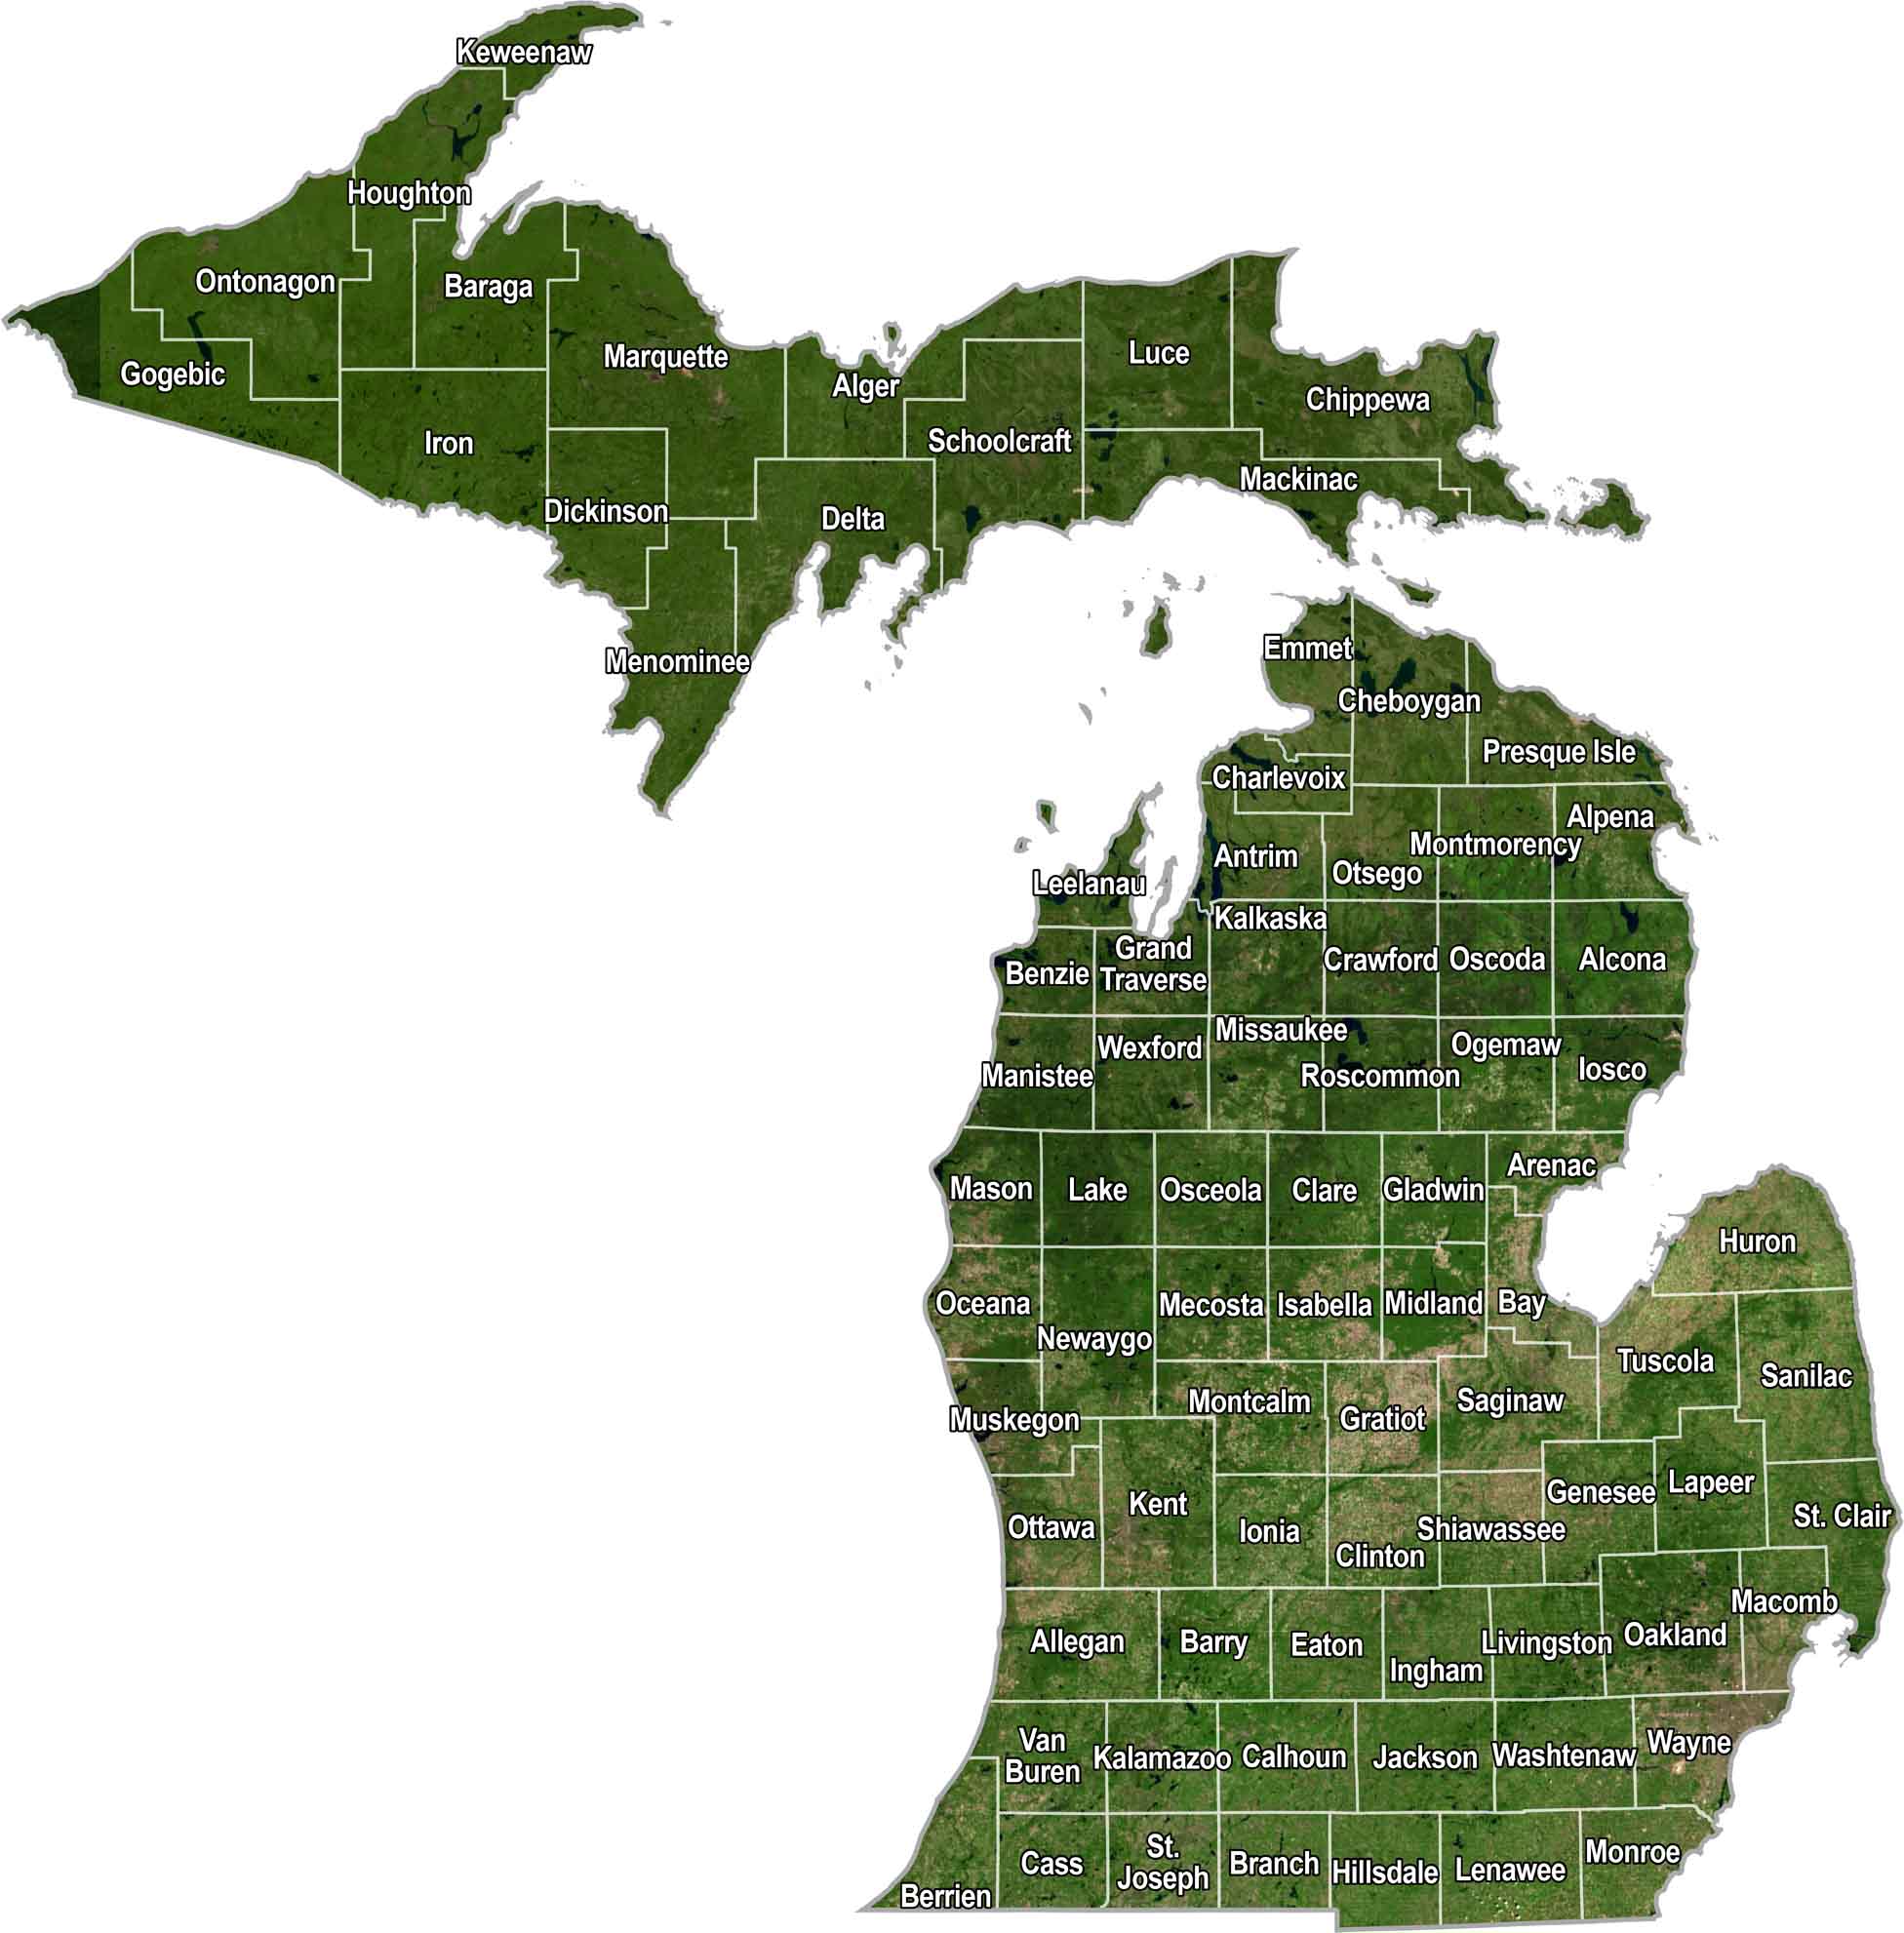 Keweenaw
Houghton
Ontonagon
Baraga
Gogebic
Marquette
Iron
Alger
Luce
Chippewa
Schoolcraft
Mackinac
Dickinson
Delta
Menominee
Emmet
Cheboygan
Presque Isle
Charlevoix
Alpena
Montmorency
Antrim
Otsego
Leelanau
Kalkaska
Grand
Traverse
Benzie
Crawford
Oscoda
Alcona
Missaukee
Wexford
Ogemaw
Manistee
Roscommon
Iosco
Arenac
Mason
Lake
Osceola
Clare
Gladwin
Huron
Oceana
Mecosta
Isabella
Midland
Bay
Newaygo
Tuscola
Sanilac
Montcalm
Saginaw
Muskegon
Gratiot
Lapeer
Genesee
Kent
St. Clair
Ottawa
Ionia
Shiawassee
Clinton
Macomb
Oakland
Allegan
Barry
Eaton
Livingston
Ingham
Van
Buren
Kalamazoo
Calhoun
Jackson
Washtenaw
Wayne
Cass
St.
Joseph
Branch
Hillsdale
Lenawee
Monroe
Berrien